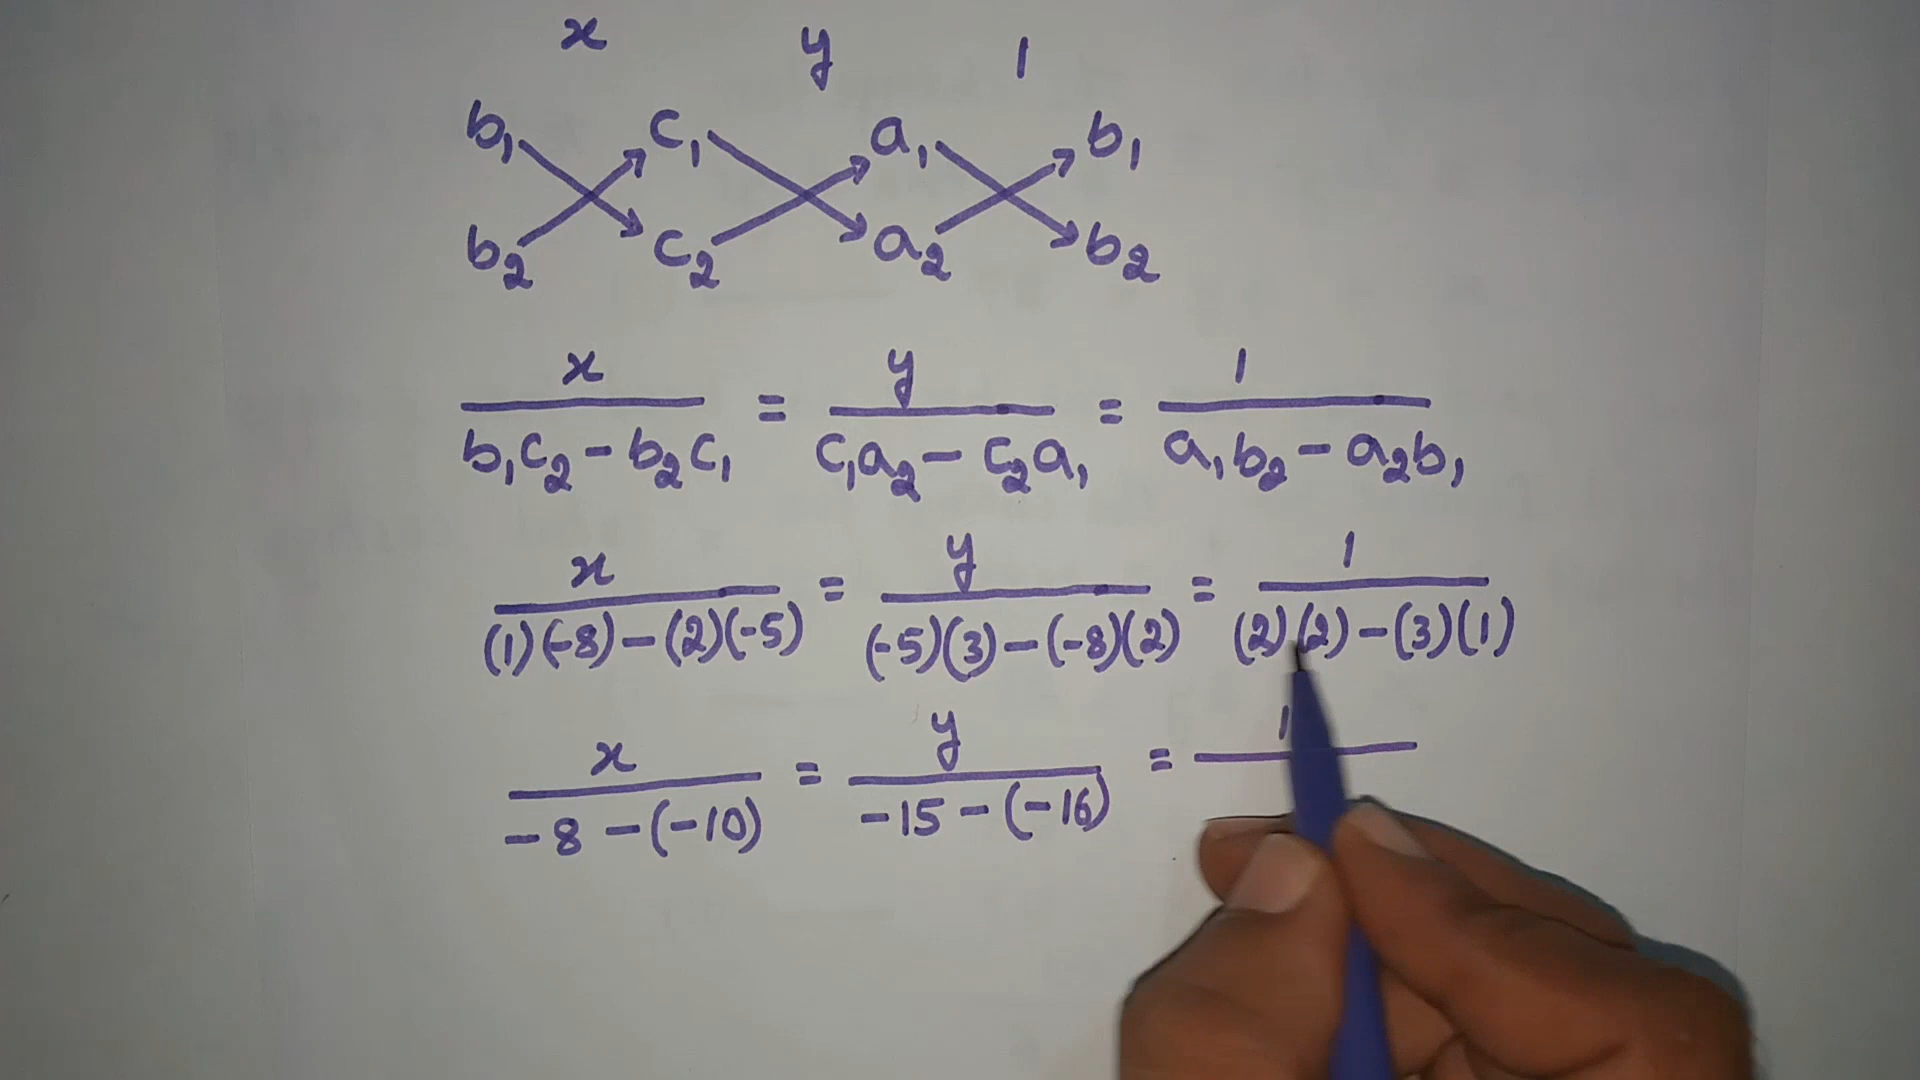 x y 1
b₁ c₁ a₁ b₁
b₂ c₂ a₂ b₂
x/(b₁c₂ - b₂c₁) = y/(c₁a₂ - c₂a₁) = 1/(a₁b₂ - a₂b₁)
x/((1)(-8) - (2)(-5)) = y/((-5)(3) - (-8)(2)) = 1/((2)(2) - (3)(1))
x/(-8 - (-10)) = y/(-15 - (-16)) = 1/